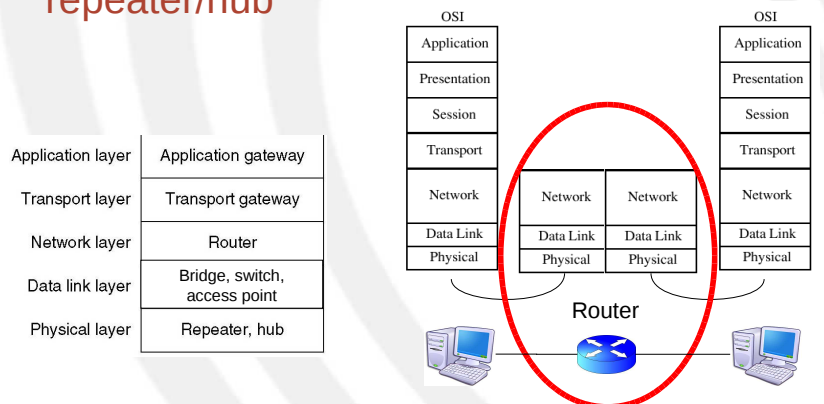 repeater/hub
Application layer
Application gateway
Transport layer
Transport gateway
Network layer
Router
Data link layer
Bridge, switch,
access point
Physical layer
Repeater, hub
OSI
Application
Presentation
Session
Transport
Network
Data Link
Physical
Network
Data Link
Physical
Network
Data Link
Physical
Router
OSI
Application
Presentation
Session
Transport
Network
Data Link
Physical